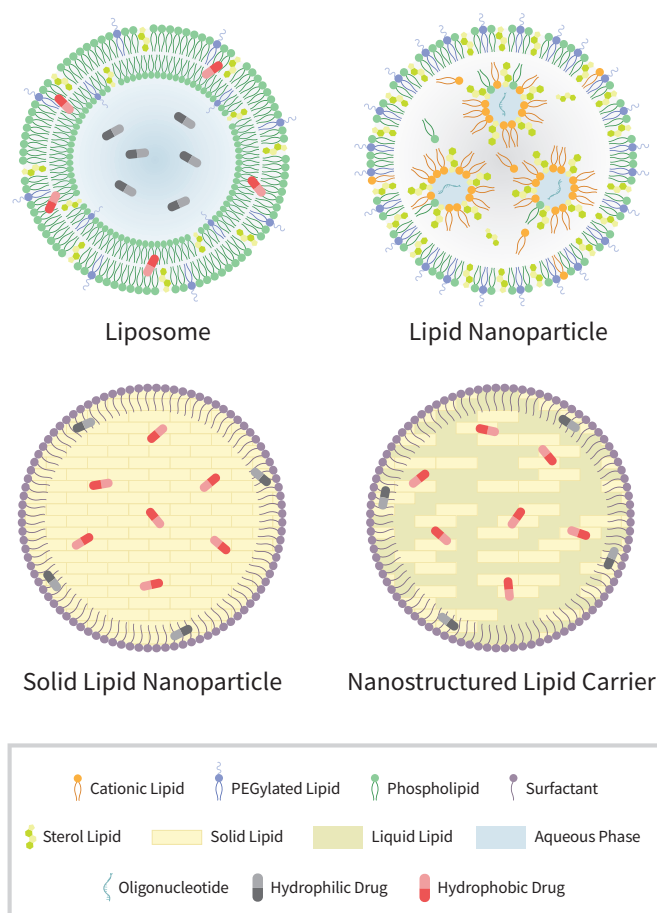 Liposome
Lipid Nanoparticle
Solid Lipid Nanoparticle
Nanostructured Lipid Carrier
Cationic Lipid
PEGylated Lipid
Phospholipid
Surfactant
Sterol Lipid
Solid Lipid
Liquid Lipid
Aqueous Phase
Oligonucleotide
Hydrophilic Drug
Hydrophobic Drug